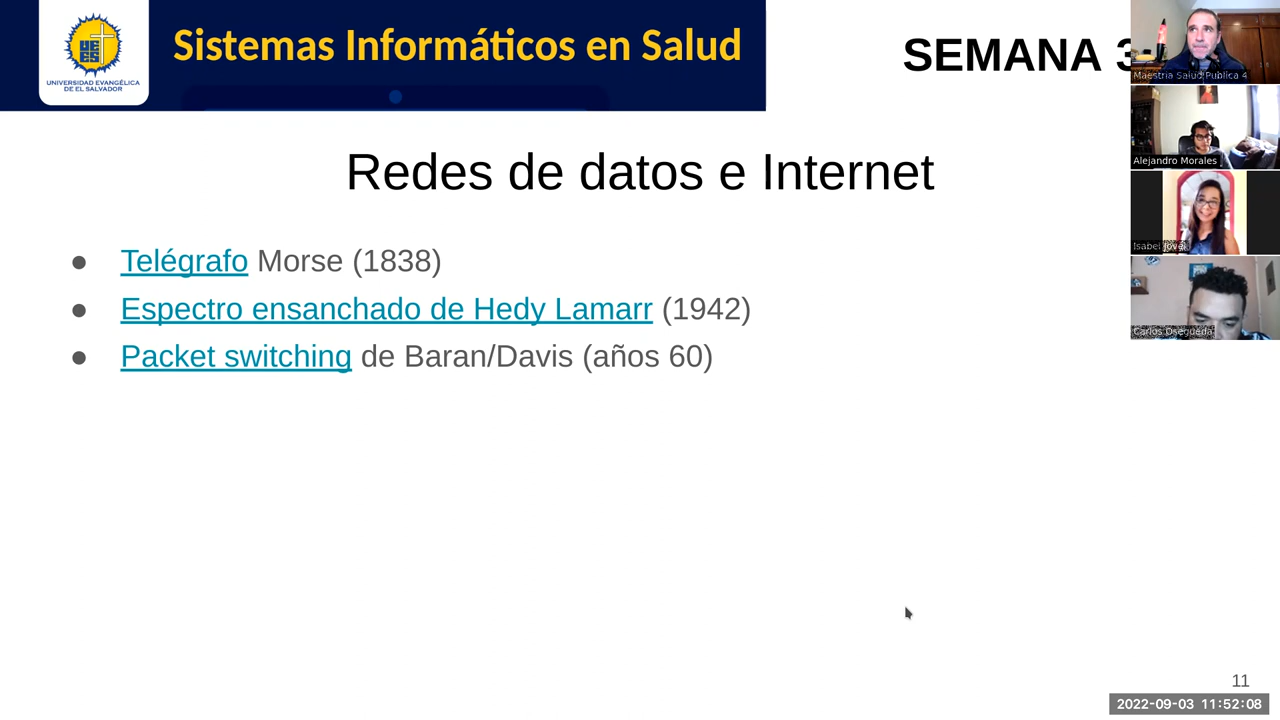 Sistemas Informáticos en Salud
SEMANA 3
UNIVERSIDAD EVANGÉLICA
DE EL SALVADOR
Maestria Salud Publica 4
Alejandro Morales
Redes de datos e Internet
Isabel Jovel
● Telégrafo Morse (1838)
● Espectro ensanchado de Hedy Lamarr (1942)
● Packet switching de Baran/Davis (años 60)
Carlos Osegueda
11
2022-09-03 11:52:08